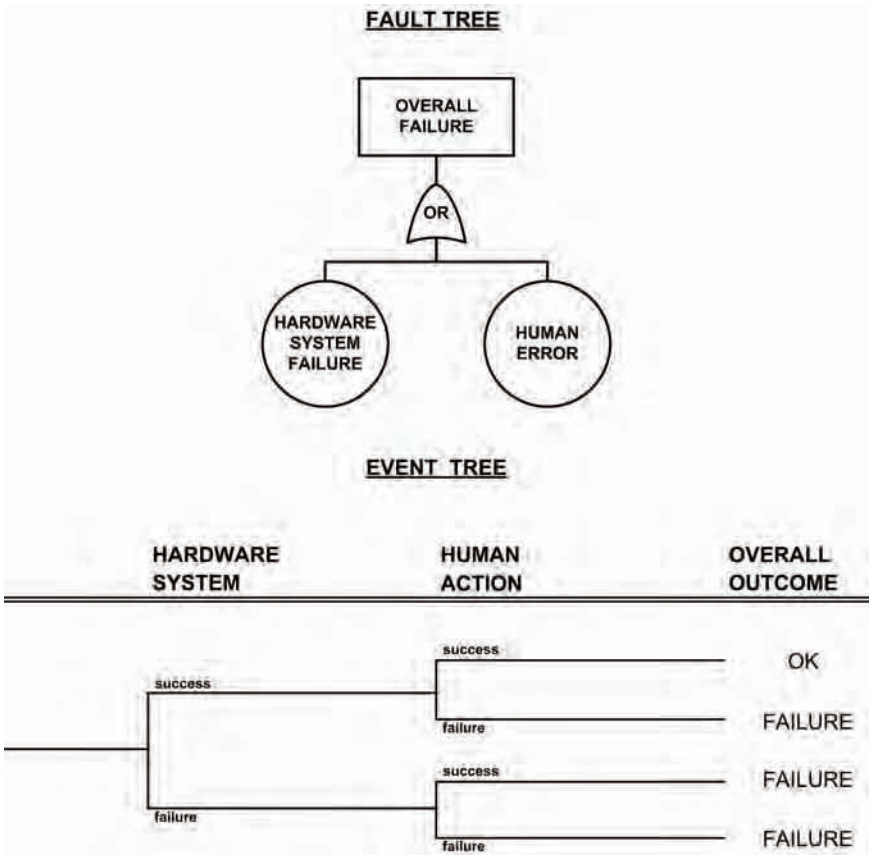 FAULT TREE
OVERALL
FAILURE
OR
HARDWARE
SYSTEM
FAILURE
HUMAN
ERROR
EVENT TREE
HARDWARE
SYSTEM
HUMAN
ACTION
OVERALL
OUTCOME
success
OK
success
failure
FAILURE
success
FAILURE
failure
failure
FAILURE